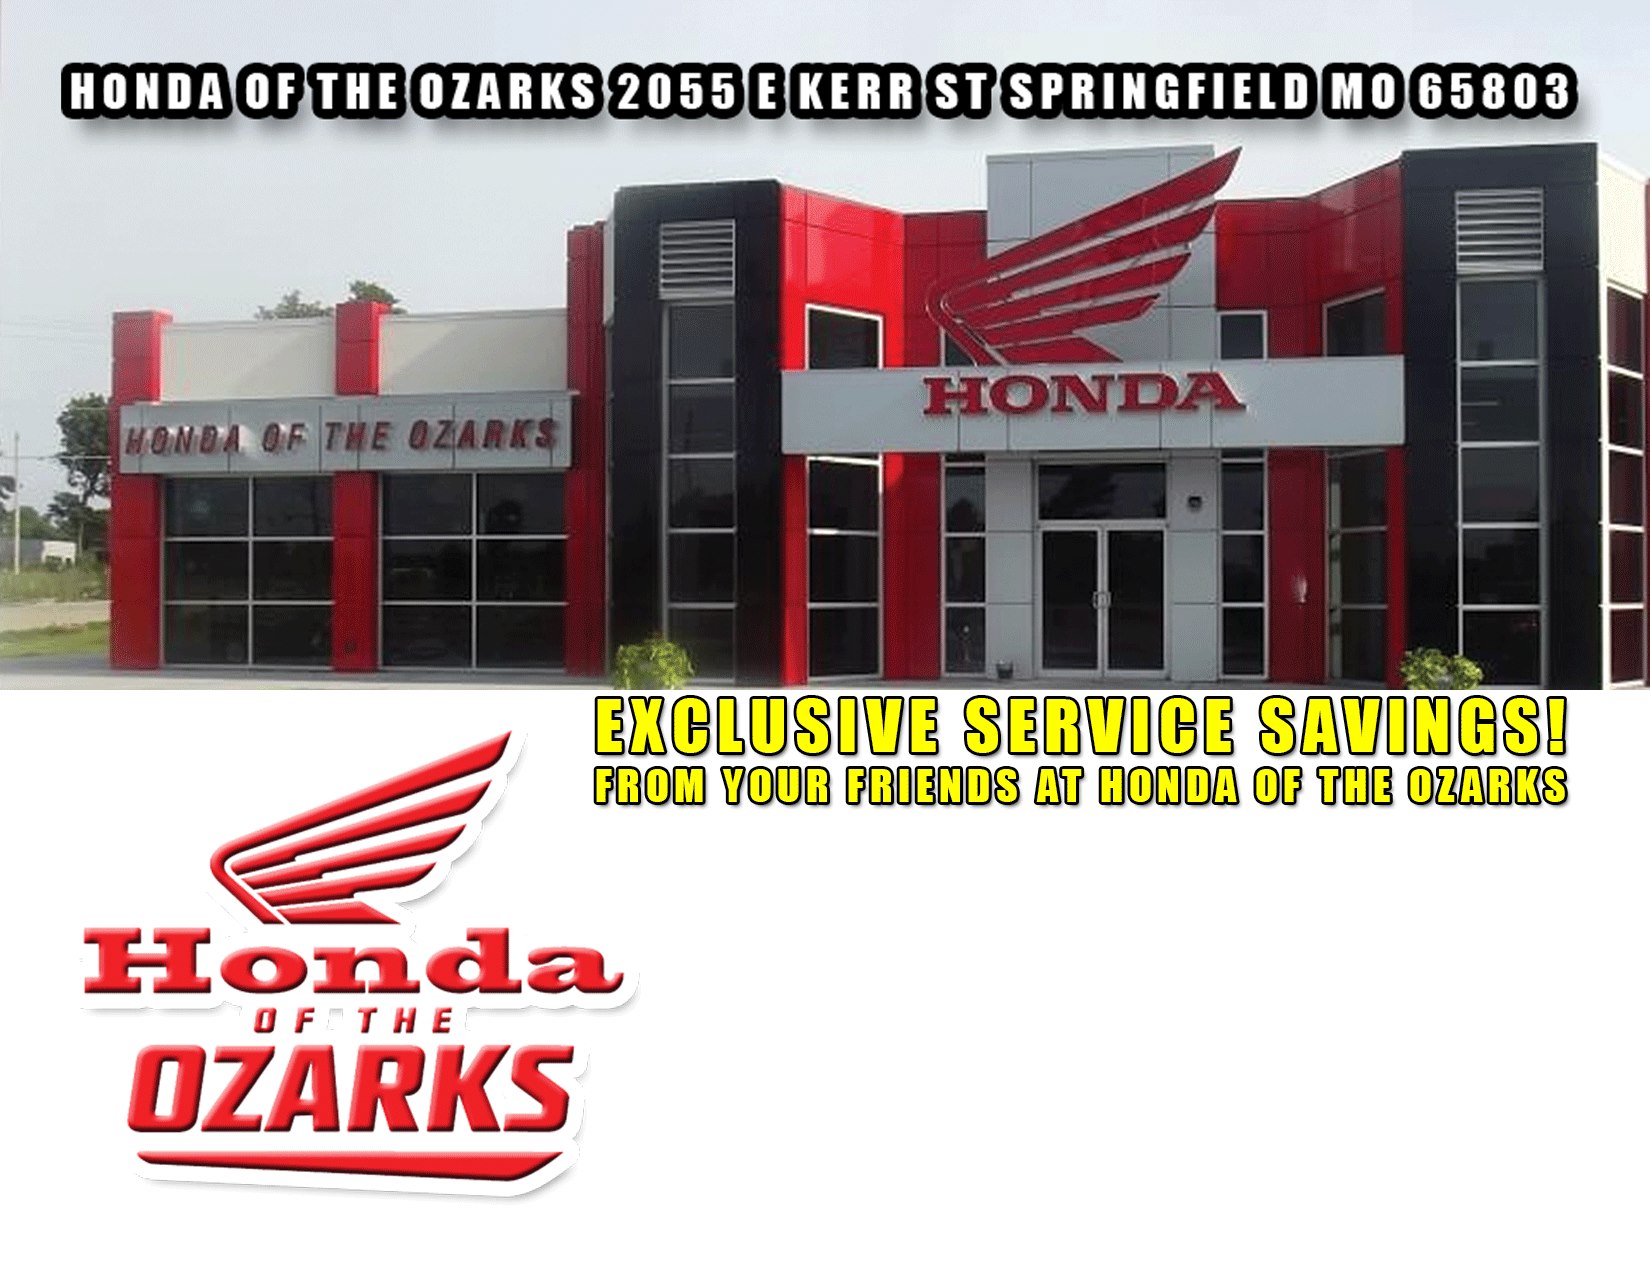 HONDA OF THE OZARKS 2055 E KERR ST SPRINGFIELD MO 65803
HONDA
HONDA OF THE OZARKS
EXCLUSIVE SERVICE SAVINGS!
FROM YOUR FRIENDS AT HONDA OF THE OZARKS
Honda
OF THE
OZARKS